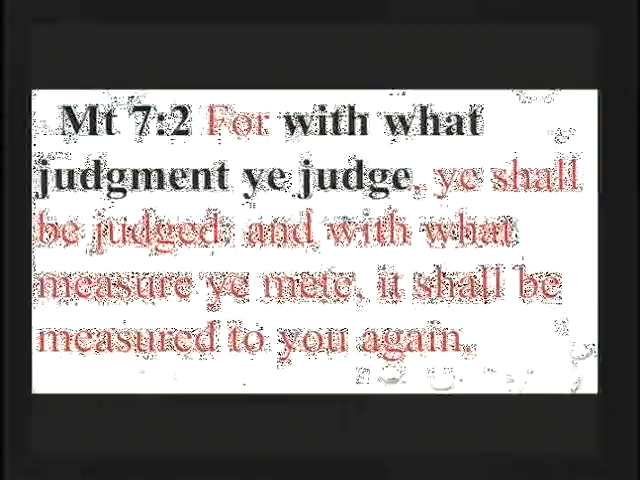 Mt 7:2 For with what
judgment ye judge, ye shall
be judged: and with what
measure ye mete, it shall be
measured to you again.